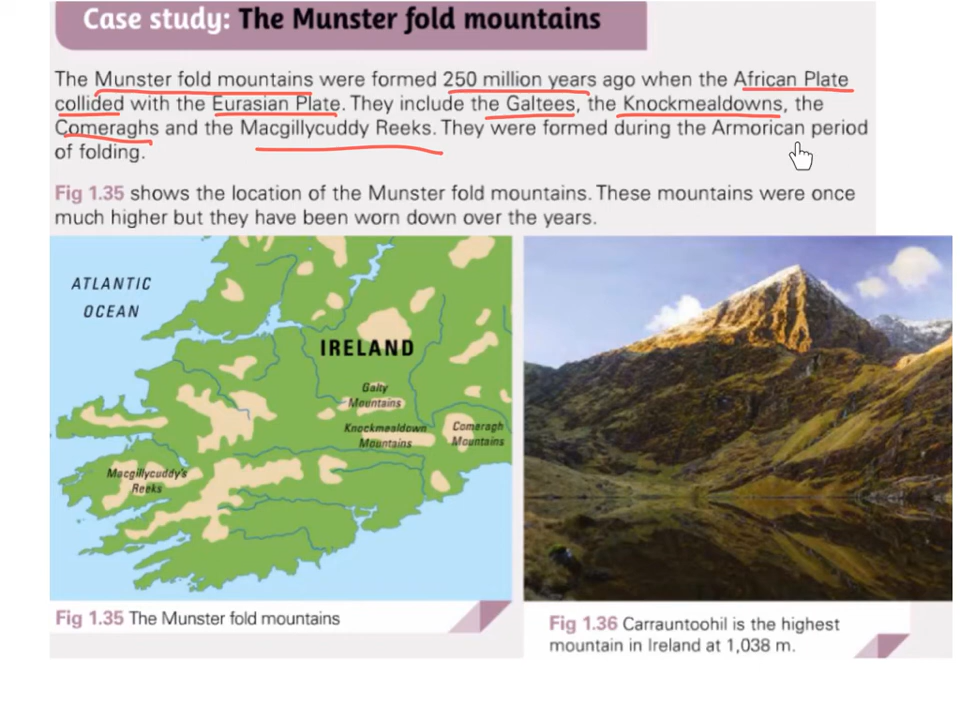 Case study: The Munster fold mountains
The Munster fold mountains were formed 250 million years ago when the African Plate
collided with the Eurasian Plate. They include the Galtees, the Knockmealdowns, the
Comeraghs and the Macgillycuddy Reeks. They were formed during the Armorican period
of folding.
Fig 1.35 shows the location of the Munster fold mountains. These mountains were once
much higher but they have been worn down over the years.
ATLANTIC
OCEAN
IRELAND
Galty
Mountains
Knockmealdown
Mountains
Comeragh
Mountains
Macgillycuddy's
Reeks
Fig 1.35 The Munster fold mountains
Fig 1.36 Carrauntoohil is the highest
mountain in Ireland at 1,038 m.